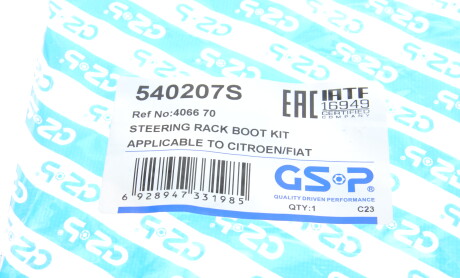 540207S
Ref No:4066 70
STEERING RACK BOOT KIT
APPLICABLE TO CITROEN/FIAT
EAC
IATF
16949
CERTIFIED
COMPANY
6 928947 331985
GSP
QUALITY DRIVEN PERFORMANCE
QTY:1 C23